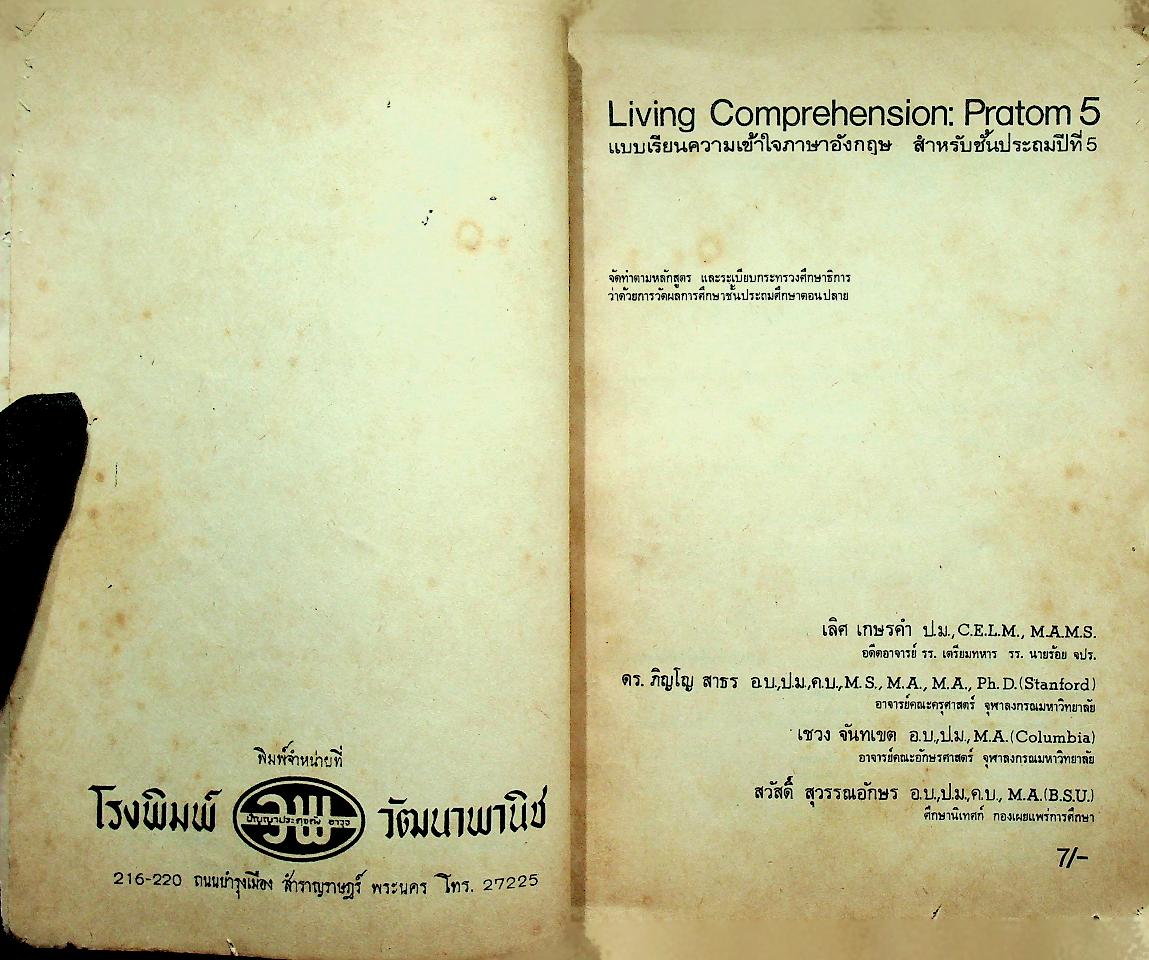 พิมพ์จำหน่ายที่
โรงพิมพ์ วพ วัฒนาพานิช
216-220 ถนนบำรุงเมือง สำราญราษฎร์ พระนคร โทร. 27225
Living Comprehension: Pratom 5
แบบเรียนความเข้าใจภาษาอังกฤษ สำหรับชั้นประถมปีที่ 5
จัดทำตามหลักสูตร และระเบียบกระทรวงศึกษาธิการ
ว่าด้วยการวัดผลการศึกษาชั้นประถมศึกษาตอนปลาย
เลิศ เกษรคำ ป.ม., C.E.L.M., M.A.M.S.
อดีตอาจารย์ รร. เตรียมทหาร รร. นายร้อย จปร.
ดร. ภิญโญ สาธร อ.บ.,ป.ม.,ค.บ., M.S., M.A., M.A., Ph.D.(Stanford)
อาจารย์คณะครุศาสตร์ จุฬาลงกรณมหาวิทยาลัย
เชวง จันทเขต อ.บ.,ป.ม., M.A.(Columbia)
อาจารย์คณะอักษรศาสตร์ จุฬาลงกรณมหาวิทยาลัย
สวัสดิ์ สุวรรณอักษร อ.บ.,ป.ม.,ค.บ., M.A.(B.S.U.)
ศึกษานิเทศก์ กองเผยแพร่การศึกษา
7/-